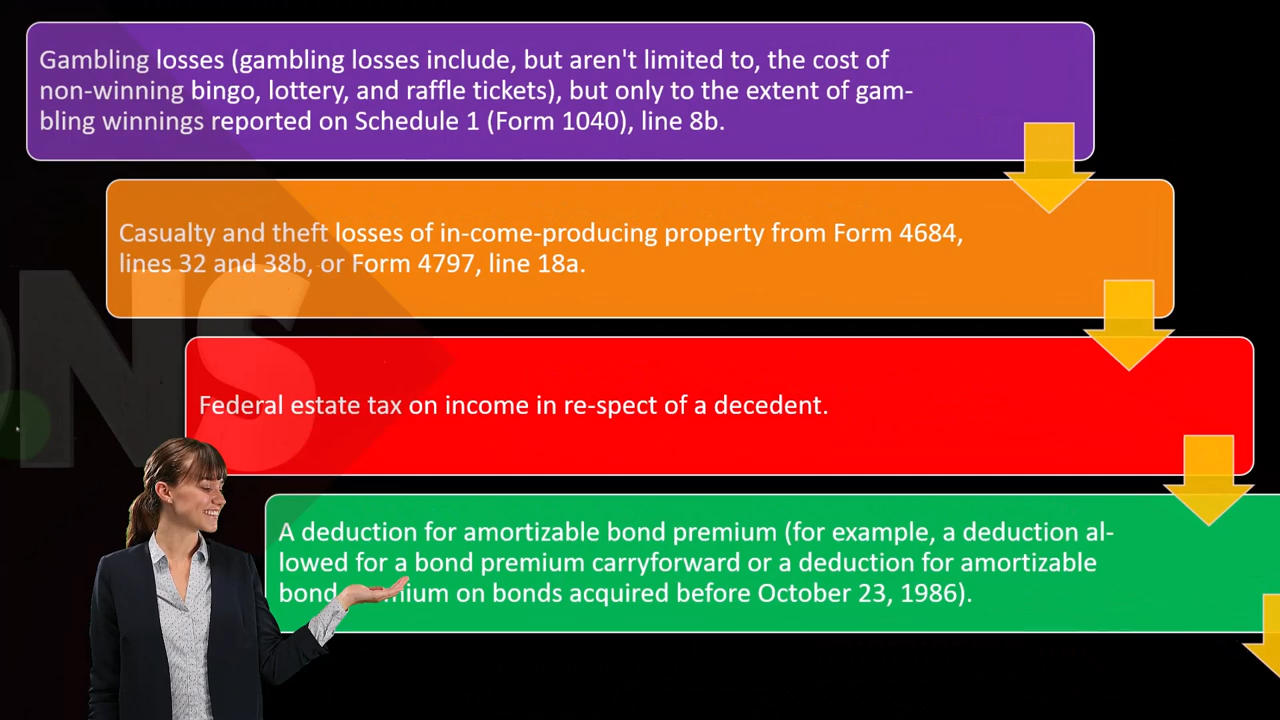 Gambling losses (gambling losses include, but aren't limited to, the cost of
non-winning bingo, lottery, and raffle tickets), but only to the extent of gam-
bling winnings reported on Schedule 1 (Form 1040), line 8b.
Casualty and theft losses of in-come-producing property from Form 4684,
lines 32 and 38b, or Form 4797, line 18a.
Federal estate tax on income in re-spect of a decedent.
A deduction for amortizable bond premium (for example, a deduction al-
lowed for a bond premium carryforward or a deduction for amortizable
bond on bonds acquired before October 23, 1986).